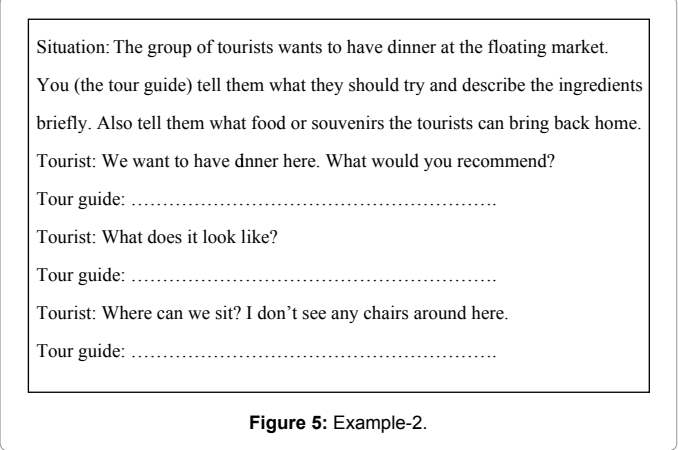 Situation: The group of tourists wants to have dinner at the floating market.
You (the tour guide) tell them what they should try and describe the ingredients
briefly. Also tell them what food or souvenirs the tourists can bring back home.
Tourist: We want to have dnner here. What would you recommend?
Tour guide: ………………………………………………….
Tourist: What does it look like?
Tour guide: ………………………………………………….
Tourist: Where can we sit? I don’t see any chairs around here.
Tour guide: ………………………………………………….
Figure 5: Example-2.